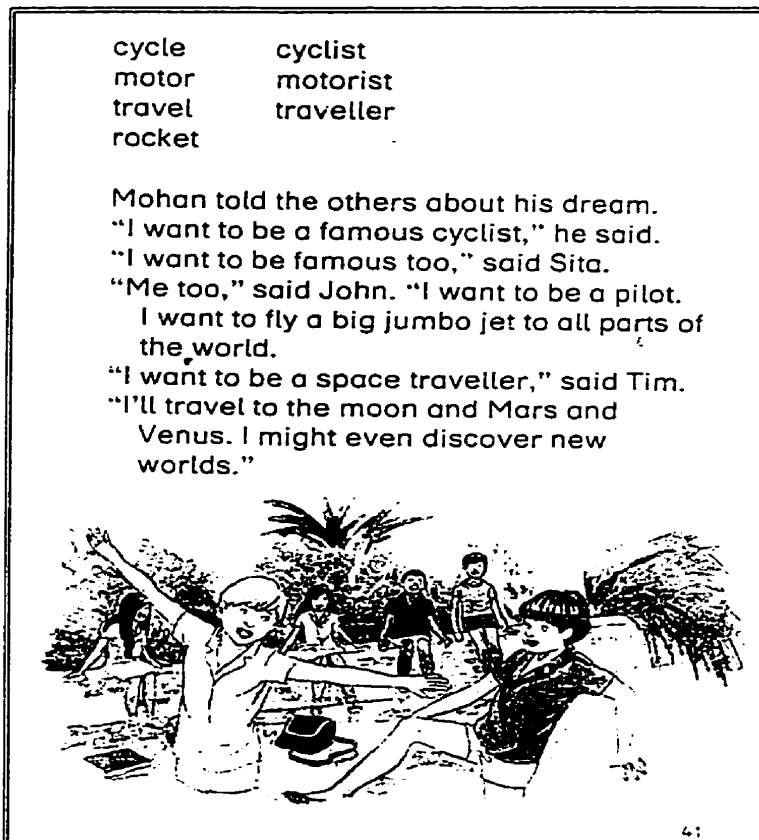 cycle cyclist
motor motorist
travel traveller
rocket
Mohan told the others about his dream.
"I want to be a famous cyclist," he said.
"I want to be famous too," said Sita.
"Me too," said John. "I want to be a pilot.
I want to fly a big jumbo jet to all parts of
the world.
"I want to be a space traveller," said Tim.
"I'll travel to the moon and Mars and
Venus. I might even discover new
worlds."